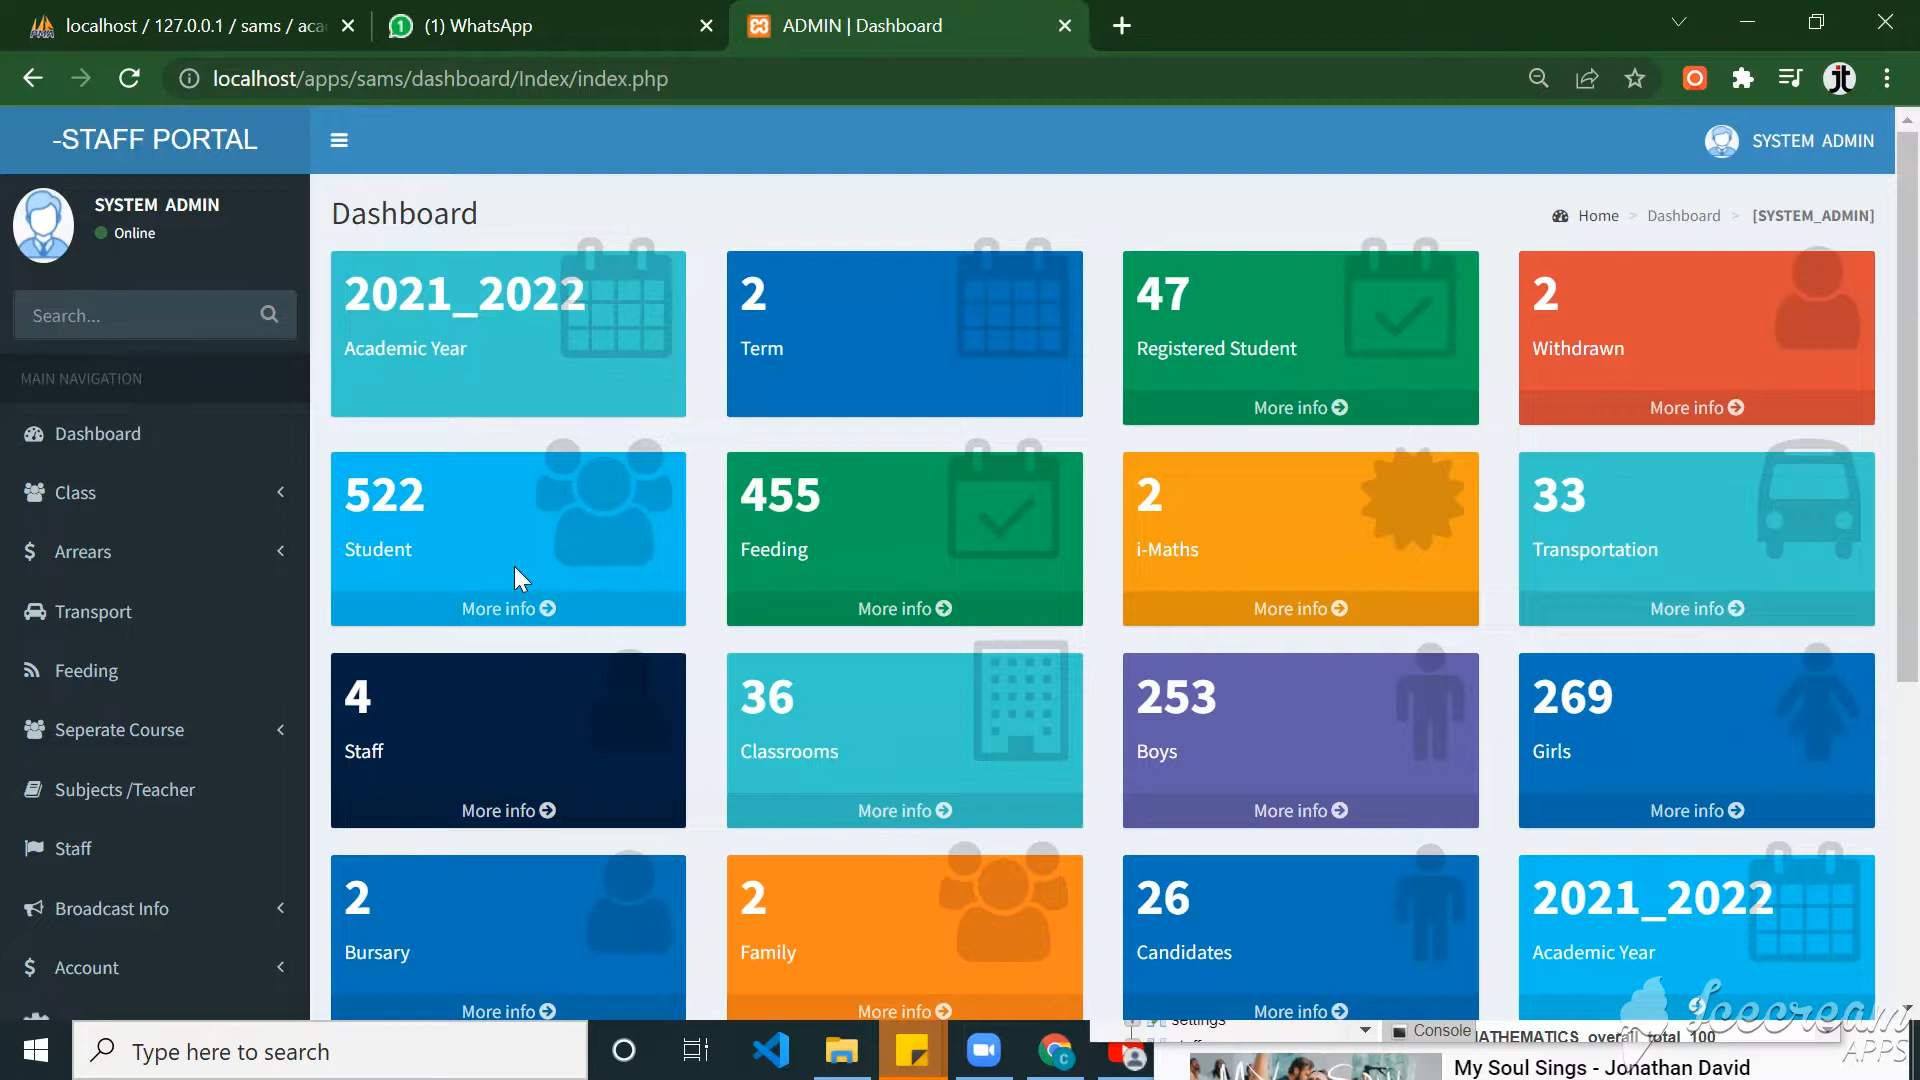 localhost / 127.0.0.1 / sams / aca
(1) WhatsApp
ADMIN | Dashboard
localhost/apps/sams/dashboard/Index/index.php
-STAFF PORTAL
SYSTEM ADMIN
SYSTEM ADMIN
Online
Search...
MAIN NAVIGATION
Dashboard
Class
Arrears
Transport
Feeding
Seperate Course
Subjects /Teacher
Staff
Broadcast Info
Account
Dashboard
Home > Dashboard > [SYSTEM_ADMIN]
2021_2022
Academic Year
2
Term
47
Registered Student
More info
2
Withdrawn
More info
522
Student
More info
455
Feeding
More info
2
i-Maths
More info
33
Transportation
More info
4
Staff
More info
36
Classrooms
More info
253
Boys
More info
269
Girls
More info
2
Bursary
More info
2
Family
More info
26
Candidates
More info
2021_2022
Academic Year
Icecream
APPS
settings
Console
MATHEMATICS overall total 100
My Soul Sings - Jonathan David
Type here to search